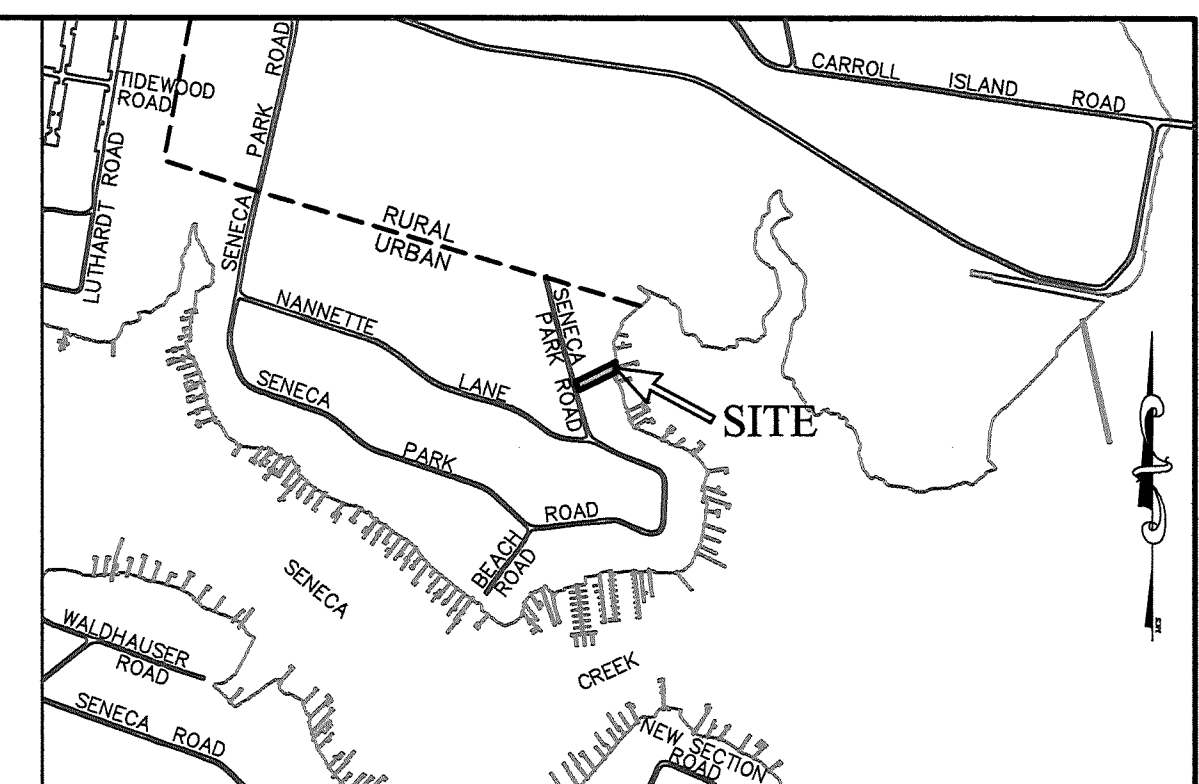 TIDEWOOD
ROAD
SENECA PARK ROAD
CARROLL ISLAND ROAD
LUTHARDT ROAD
RURAL
URBAN
NANNETTE LANE
SENECA
PARK ROAD
SITE
SENECA PARK ROAD
BEACH
ROAD
SENECA CREEK
WALDHAUSER
ROAD
SENECA ROAD
NEW SECTION
ROAD